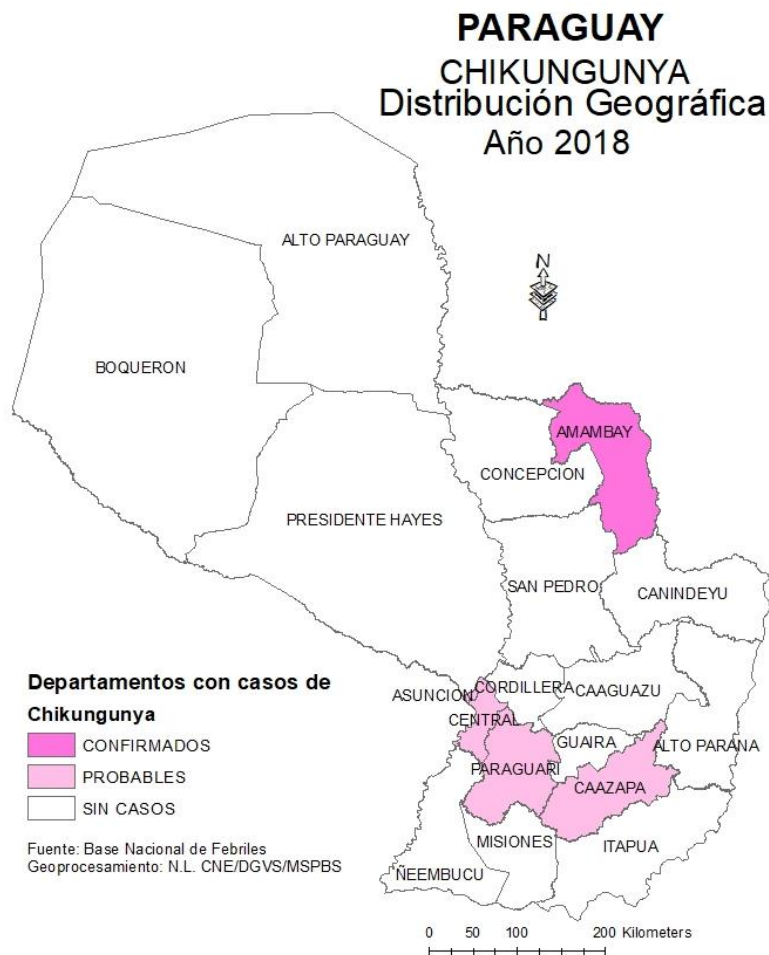 PARAGUAY
CHIKUNGUNYA
Distribución Geográfica
Año 2018
N
ALTO PARAGUAY
BOQUERON
AMAMBAY
CONCEPCION
PRESIDENTE HAYES
SAN PEDRO
CANINDEYU
ASUNCION
CORDILLERA
CAAGUAZU
CENTRAL
GUAIRA
ALTO PARANA
PARAGUARI
CAAZAPA
MISIONES
ITAPUA
ÑEEMBUCU
Departamentos con casos de
Chikungunya
CONFIRMADOS
PROBABLES
SIN CASOS
Fuente: Base Nacional de Febriles
Geoprocesamiento: N.L. CNE/DGVS/MSPBS
0 50 100 200 Kilometers